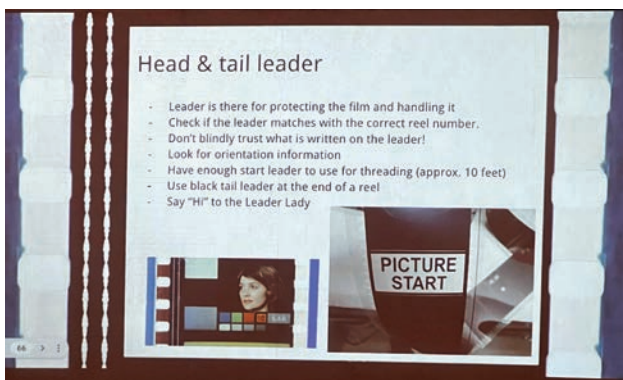 Head & tail leader
- Leader is there for protecting the film and handling it
- Check if the leader matches with the correct reel number.
- Don't blindly trust what is written on the leader!
- Look for orientation information
- Have enough start leader to use for threading (approx. 10 feet)
- Use black tail leader at the end of a reel
- Say "Hi" to the Leader Lady
PICTURE
START
66